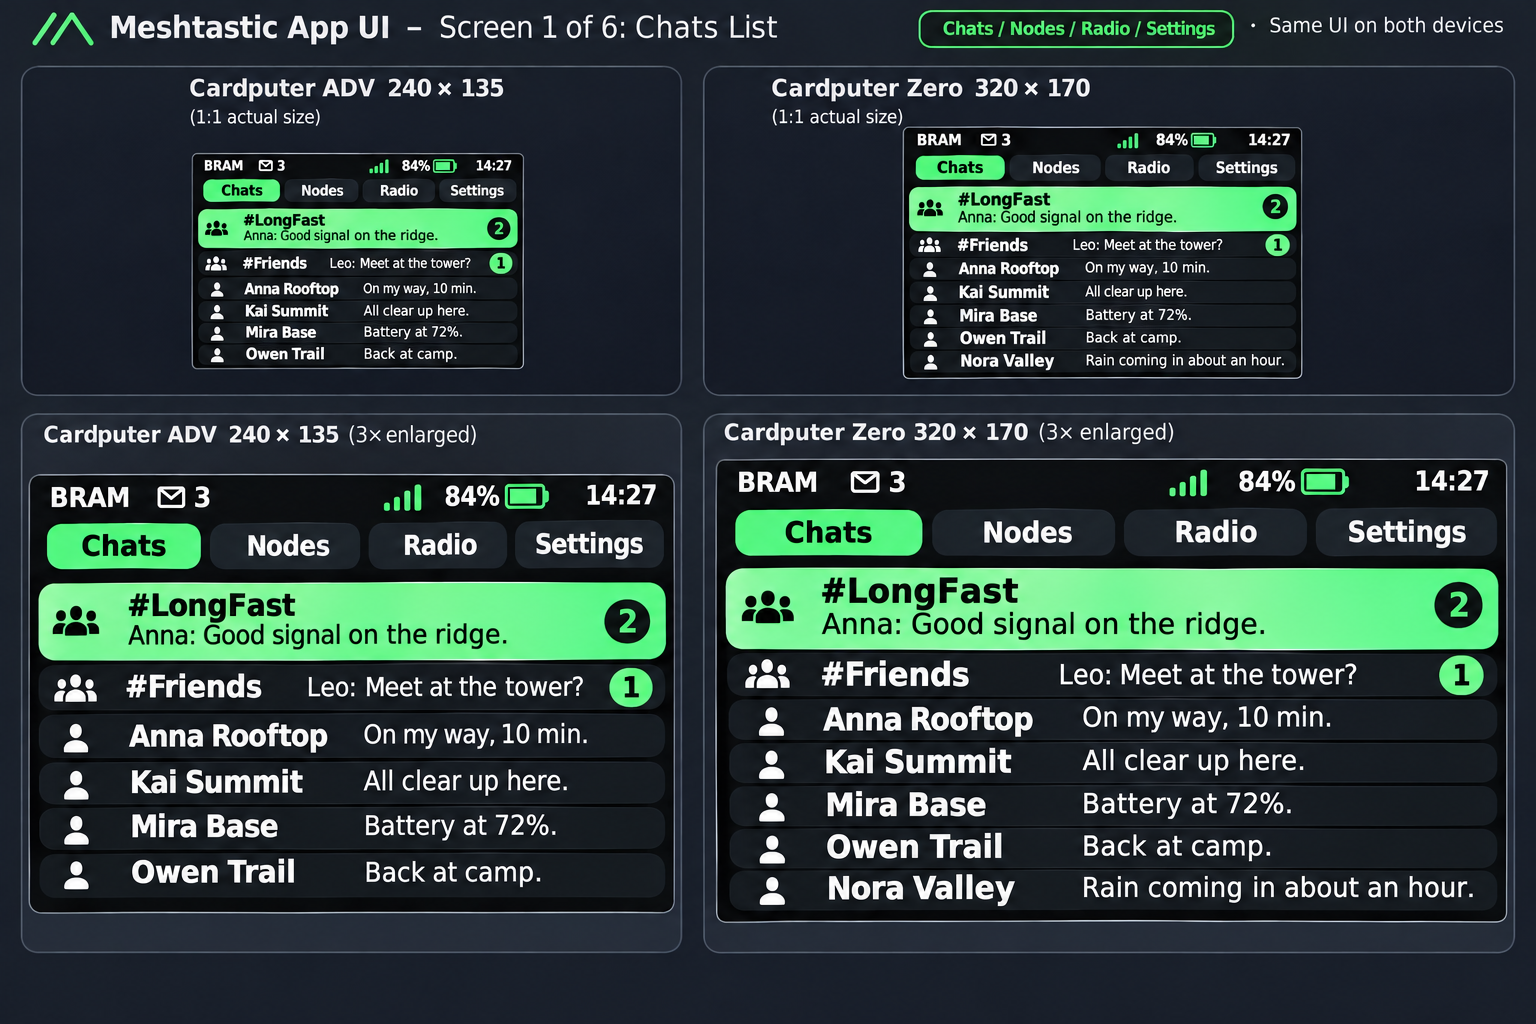 Meshtastic App UI – Screen 1 of 6: Chats List
Chats / Nodes / Radio / Settings · Same UI on both devices
Cardputer ADV 240 × 135
(1:1 actual size)
BRAM 3 84% 14:27
Chats Nodes Radio Settings
#LongFast
Anna: Good signal on the ridge.
2
#Friends Leo: Meet at the tower? 1
Anna Rooftop On my way, 10 min.
Kai Summit All clear up here.
Mira Base Battery at 72%.
Owen Trail Back at camp.
Cardputer Zero 320 × 170
(1:1 actual size)
BRAM 3 84% 14:27
Chats Nodes Radio Settings
#LongFast
Anna: Good signal on the ridge.
2
#Friends Leo: Meet at the tower? 1
Anna Rooftop On my way, 10 min.
Kai Summit All clear up here.
Mira Base Battery at 72%.
Owen Trail Back at camp.
Nora Valley Rain coming in about an hour.
Cardputer ADV 240 × 135 (3× enlarged)
BRAM 3 84% 14:27
Chats Nodes Radio Settings
#LongFast
Anna: Good signal on the ridge.
2
#Friends Leo: Meet at the tower? 1
Anna Rooftop On my way, 10 min.
Kai Summit All clear up here.
Mira Base Battery at 72%.
Owen Trail Back at camp.
Cardputer Zero 320 × 170 (3× enlarged)
BRAM 3 84% 14:27
Chats Nodes Radio Settings
#LongFast
Anna: Good signal on the ridge.
2
#Friends Leo: Meet at the tower? 1
Anna Rooftop On my way, 10 min.
Kai Summit All clear up here.
Mira Base Battery at 72%.
Owen Trail Back at camp.
Nora Valley Rain coming in about an hour.